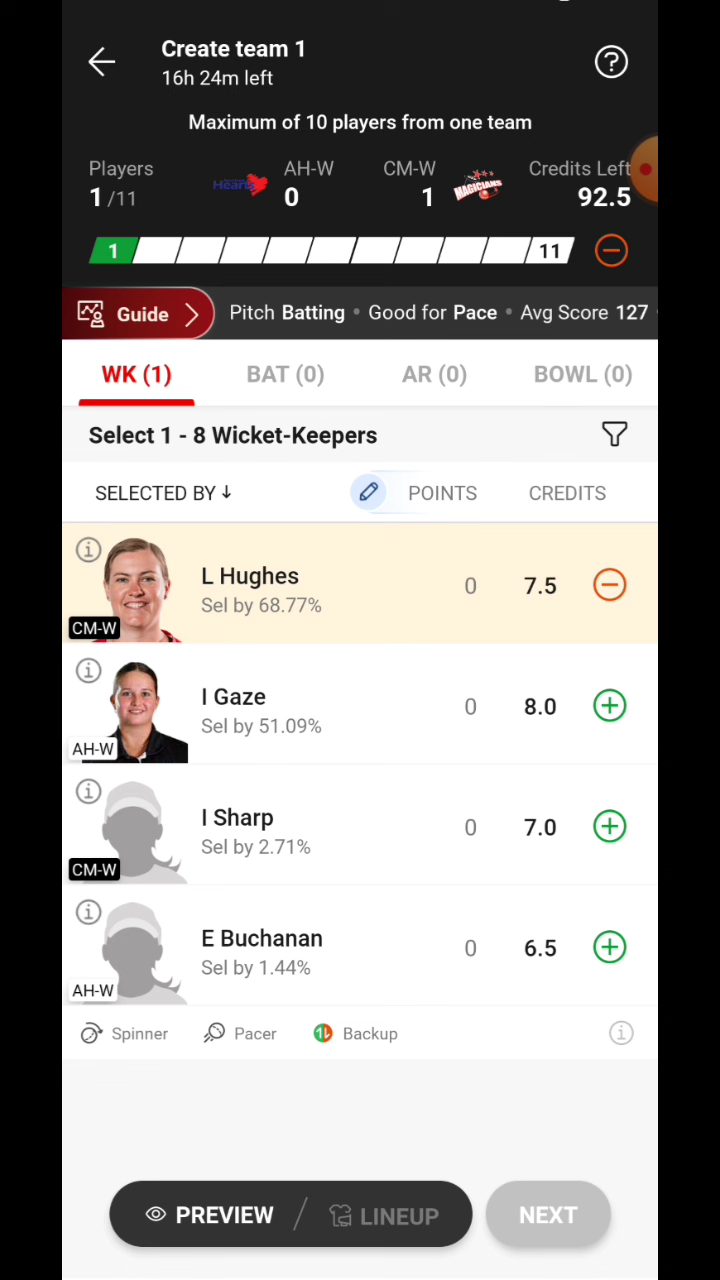 Create team 1
16h 24m left
Maximum of 10 players from one team
Players AH-W CM-W Credits Left
1 /11 Hearts 0 MAGICIANS 1 92.5
1 11
Guide Pitch Batting • Good for Pace • Avg Score 127
WK (1) BAT (0) AR (0) BOWL (0)
Select 1 - 8 Wicket-Keepers
SELECTED BY ↓ POINTS CREDITS
L Hughes 0 7.5
Sel by 68.77%
CM-W
I Gaze 0 8.0
Sel by 51.09%
AH-W
I Sharp 0 7.0
Sel by 2.71%
CM-W
E Buchanan 0 6.5
Sel by 1.44%
AH-W
Spinner Pacer Backup
PREVIEW / LINEUP NEXT